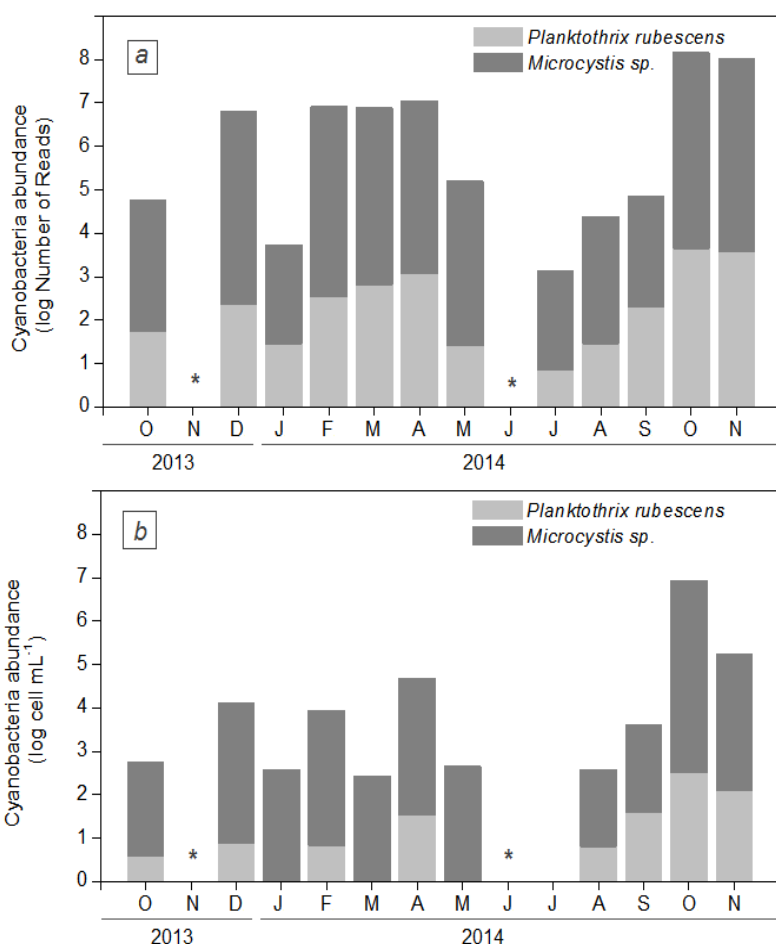 a
Planktothrix rubescens
Microcystis sp.
Cyanobacteria abundance
(log Number of Reads)
8
7
6
5
4
3
2
1
0
* *
O N D J F M A M J J A S O N
2013 2014
b
Planktothrix rubescens
Microcystis sp.
Cyanobacteria abundance
(log cell mL⁻¹)
8
7
6
5
4
3
2
1
0
* *
O N D J F M A M J J A S O N
2013 2014